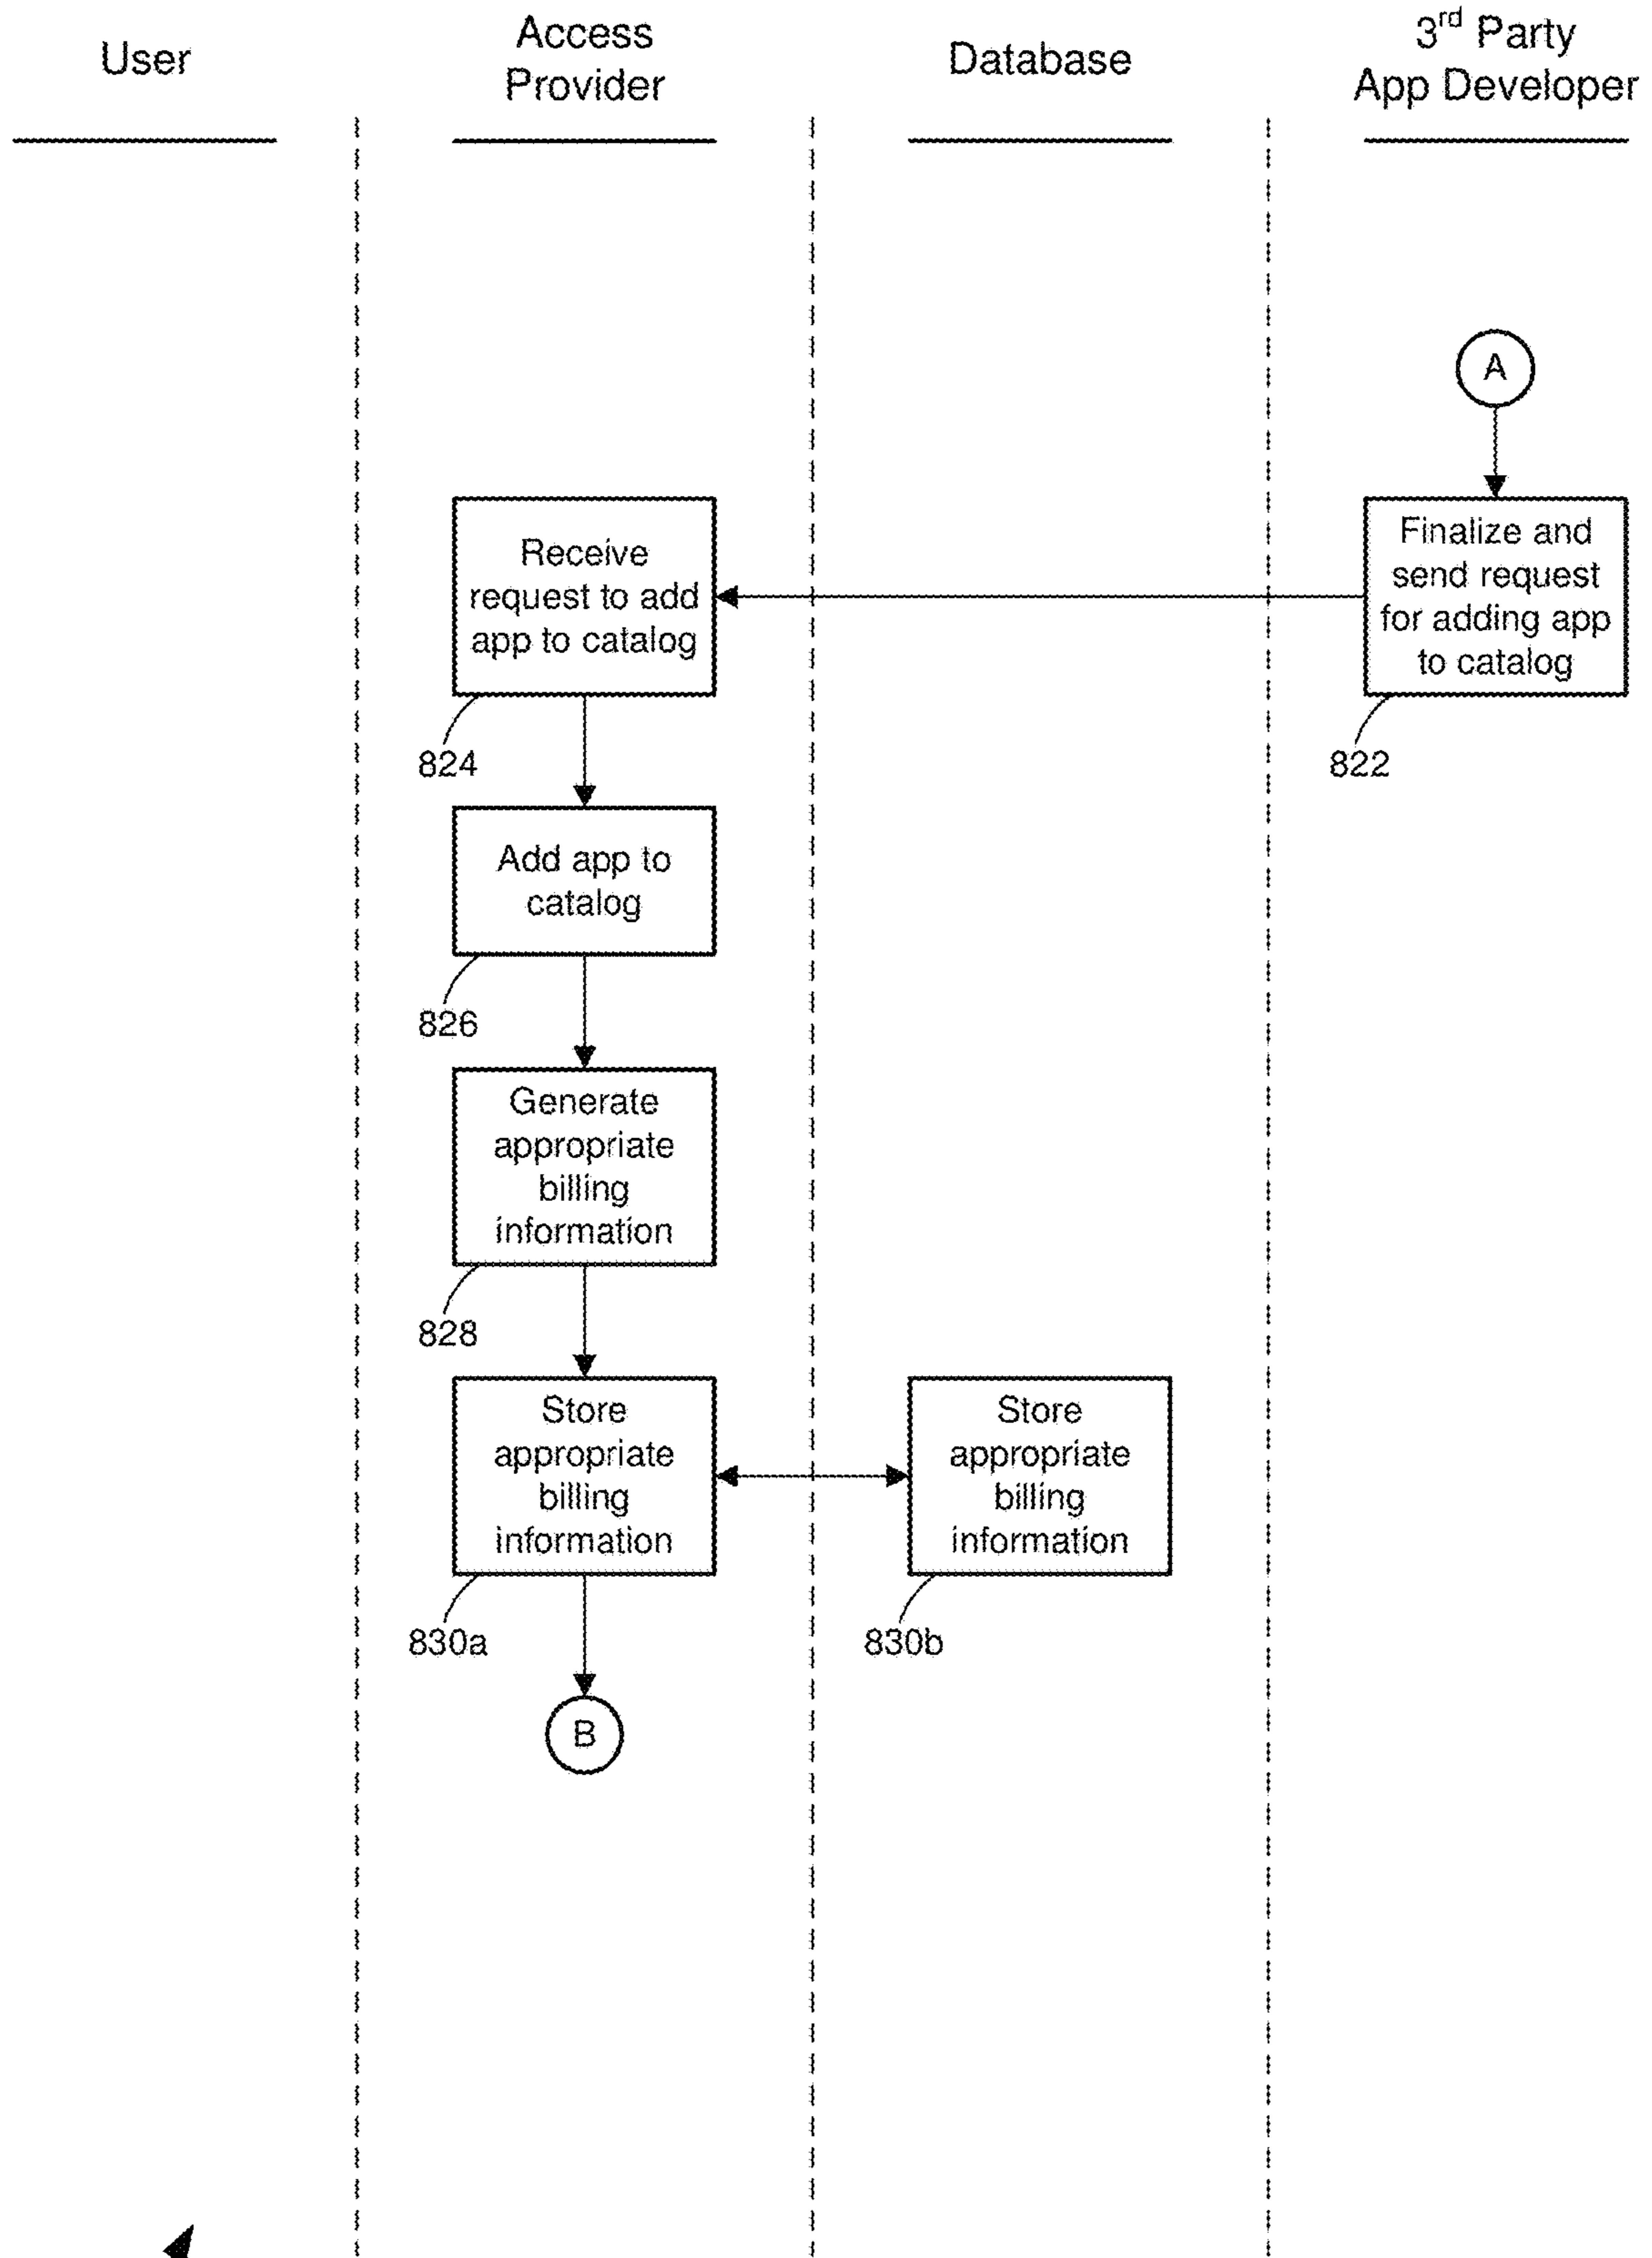 User
Access
Provider
Database
3rd Party
App Developer
A
Receive
request to add
app to catalog
824
Finalize and
send request
for adding app
to catalog
822
Add app to
catalog
826
Generate
appropriate
billing
information
828
Store
appropriate
billing
information
830a
Store
appropriate
billing
information
830b
B